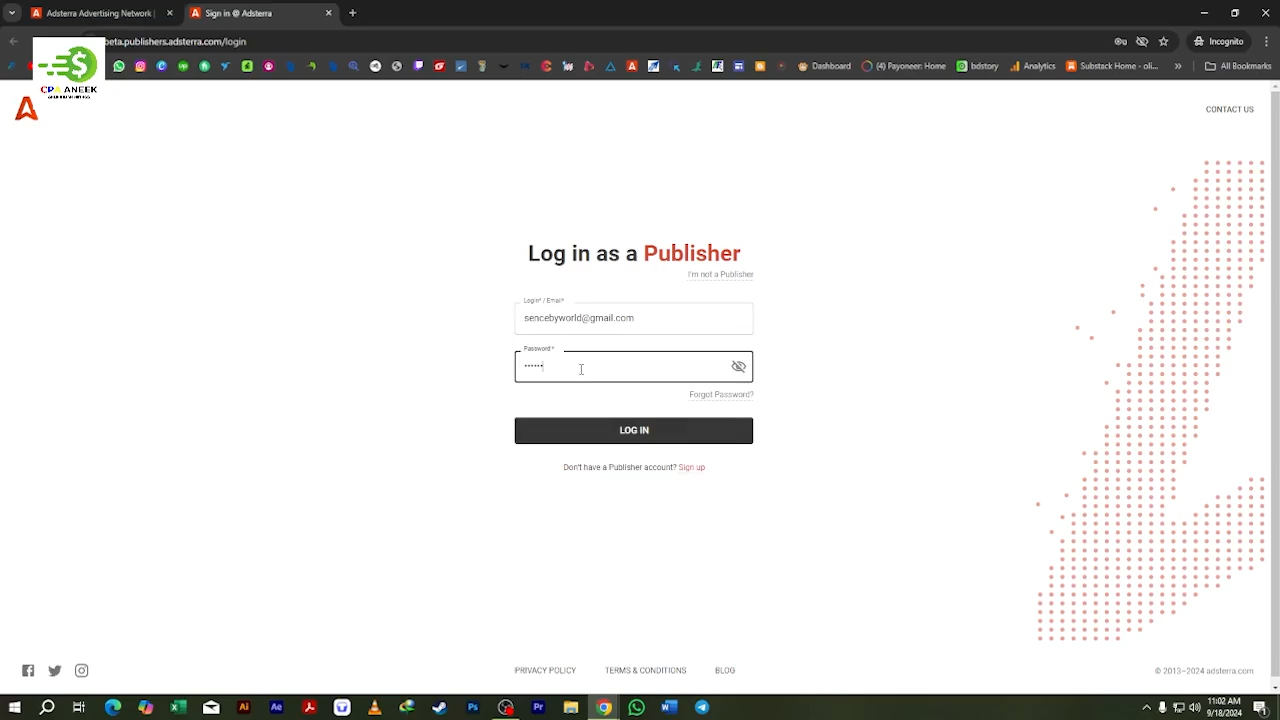 Adsterra Advertising Network |
Sign in @ Adsterra
beta.publishers.adsterra.com/login
Incognito
Dashboard
(4) Payoneer: Home
bdstory
Analytics
Substack Home - oli...
All Bookmarks
CPA ANEEK
CONTACT US
Log in as a Publisher
I'm not a Publisher
Login* / Email*
sencebyworld@gmail.com
Password*
Forgot Password?
LOG IN
Don't have a Publisher account? Sign up
PRIVACY POLICY
TERMS & CONDITIONS
BLOG
© 2013–2024 adsterra.com
11:02 AM
9/18/2024